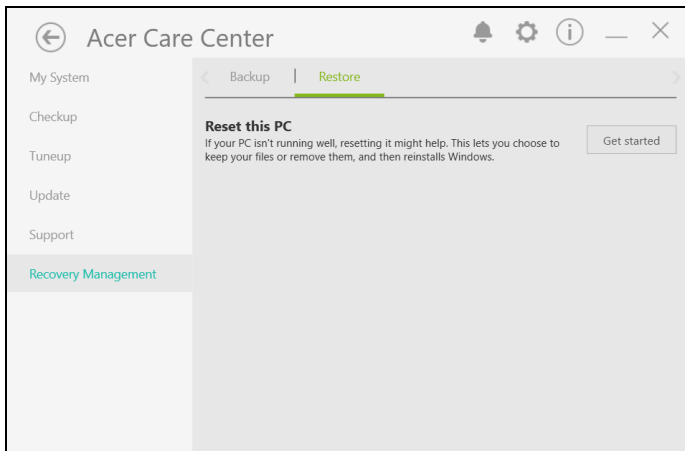 Acer Care Center
My System
Checkup
Tuneup
Update
Support
Recovery Management
Backup | Restore
Reset this PC
If your PC isn't running well, resetting it might help. This lets you choose to
keep your files or remove them, and then reinstalls Windows.
Get started